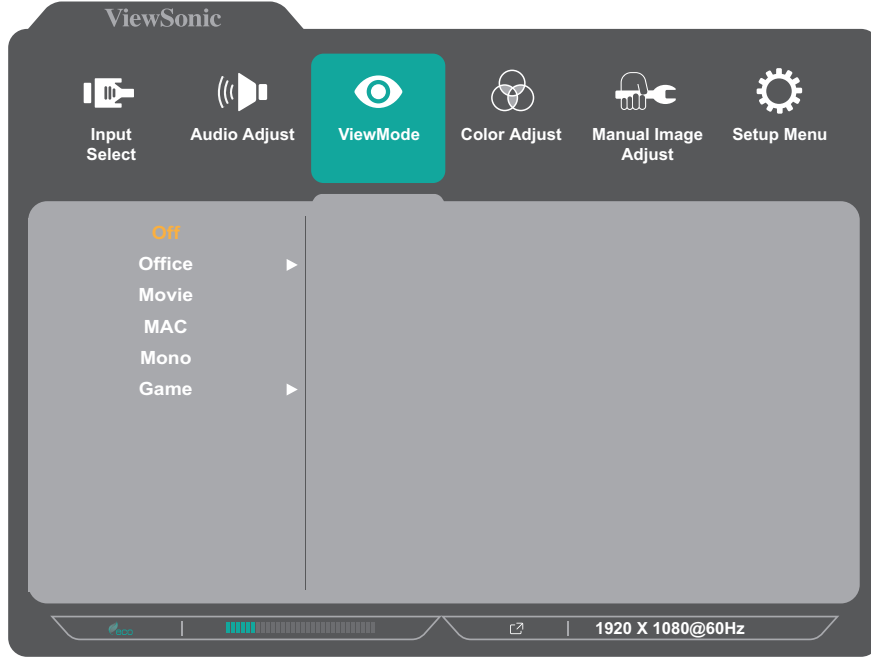 ViewSonic
Input
Select
Audio Adjust
ViewMode
Color Adjust
Manual Image
Adjust
Setup Menu
Off
Office
Movie
MAC
Mono
Game
eco
1920 X 1080@60Hz